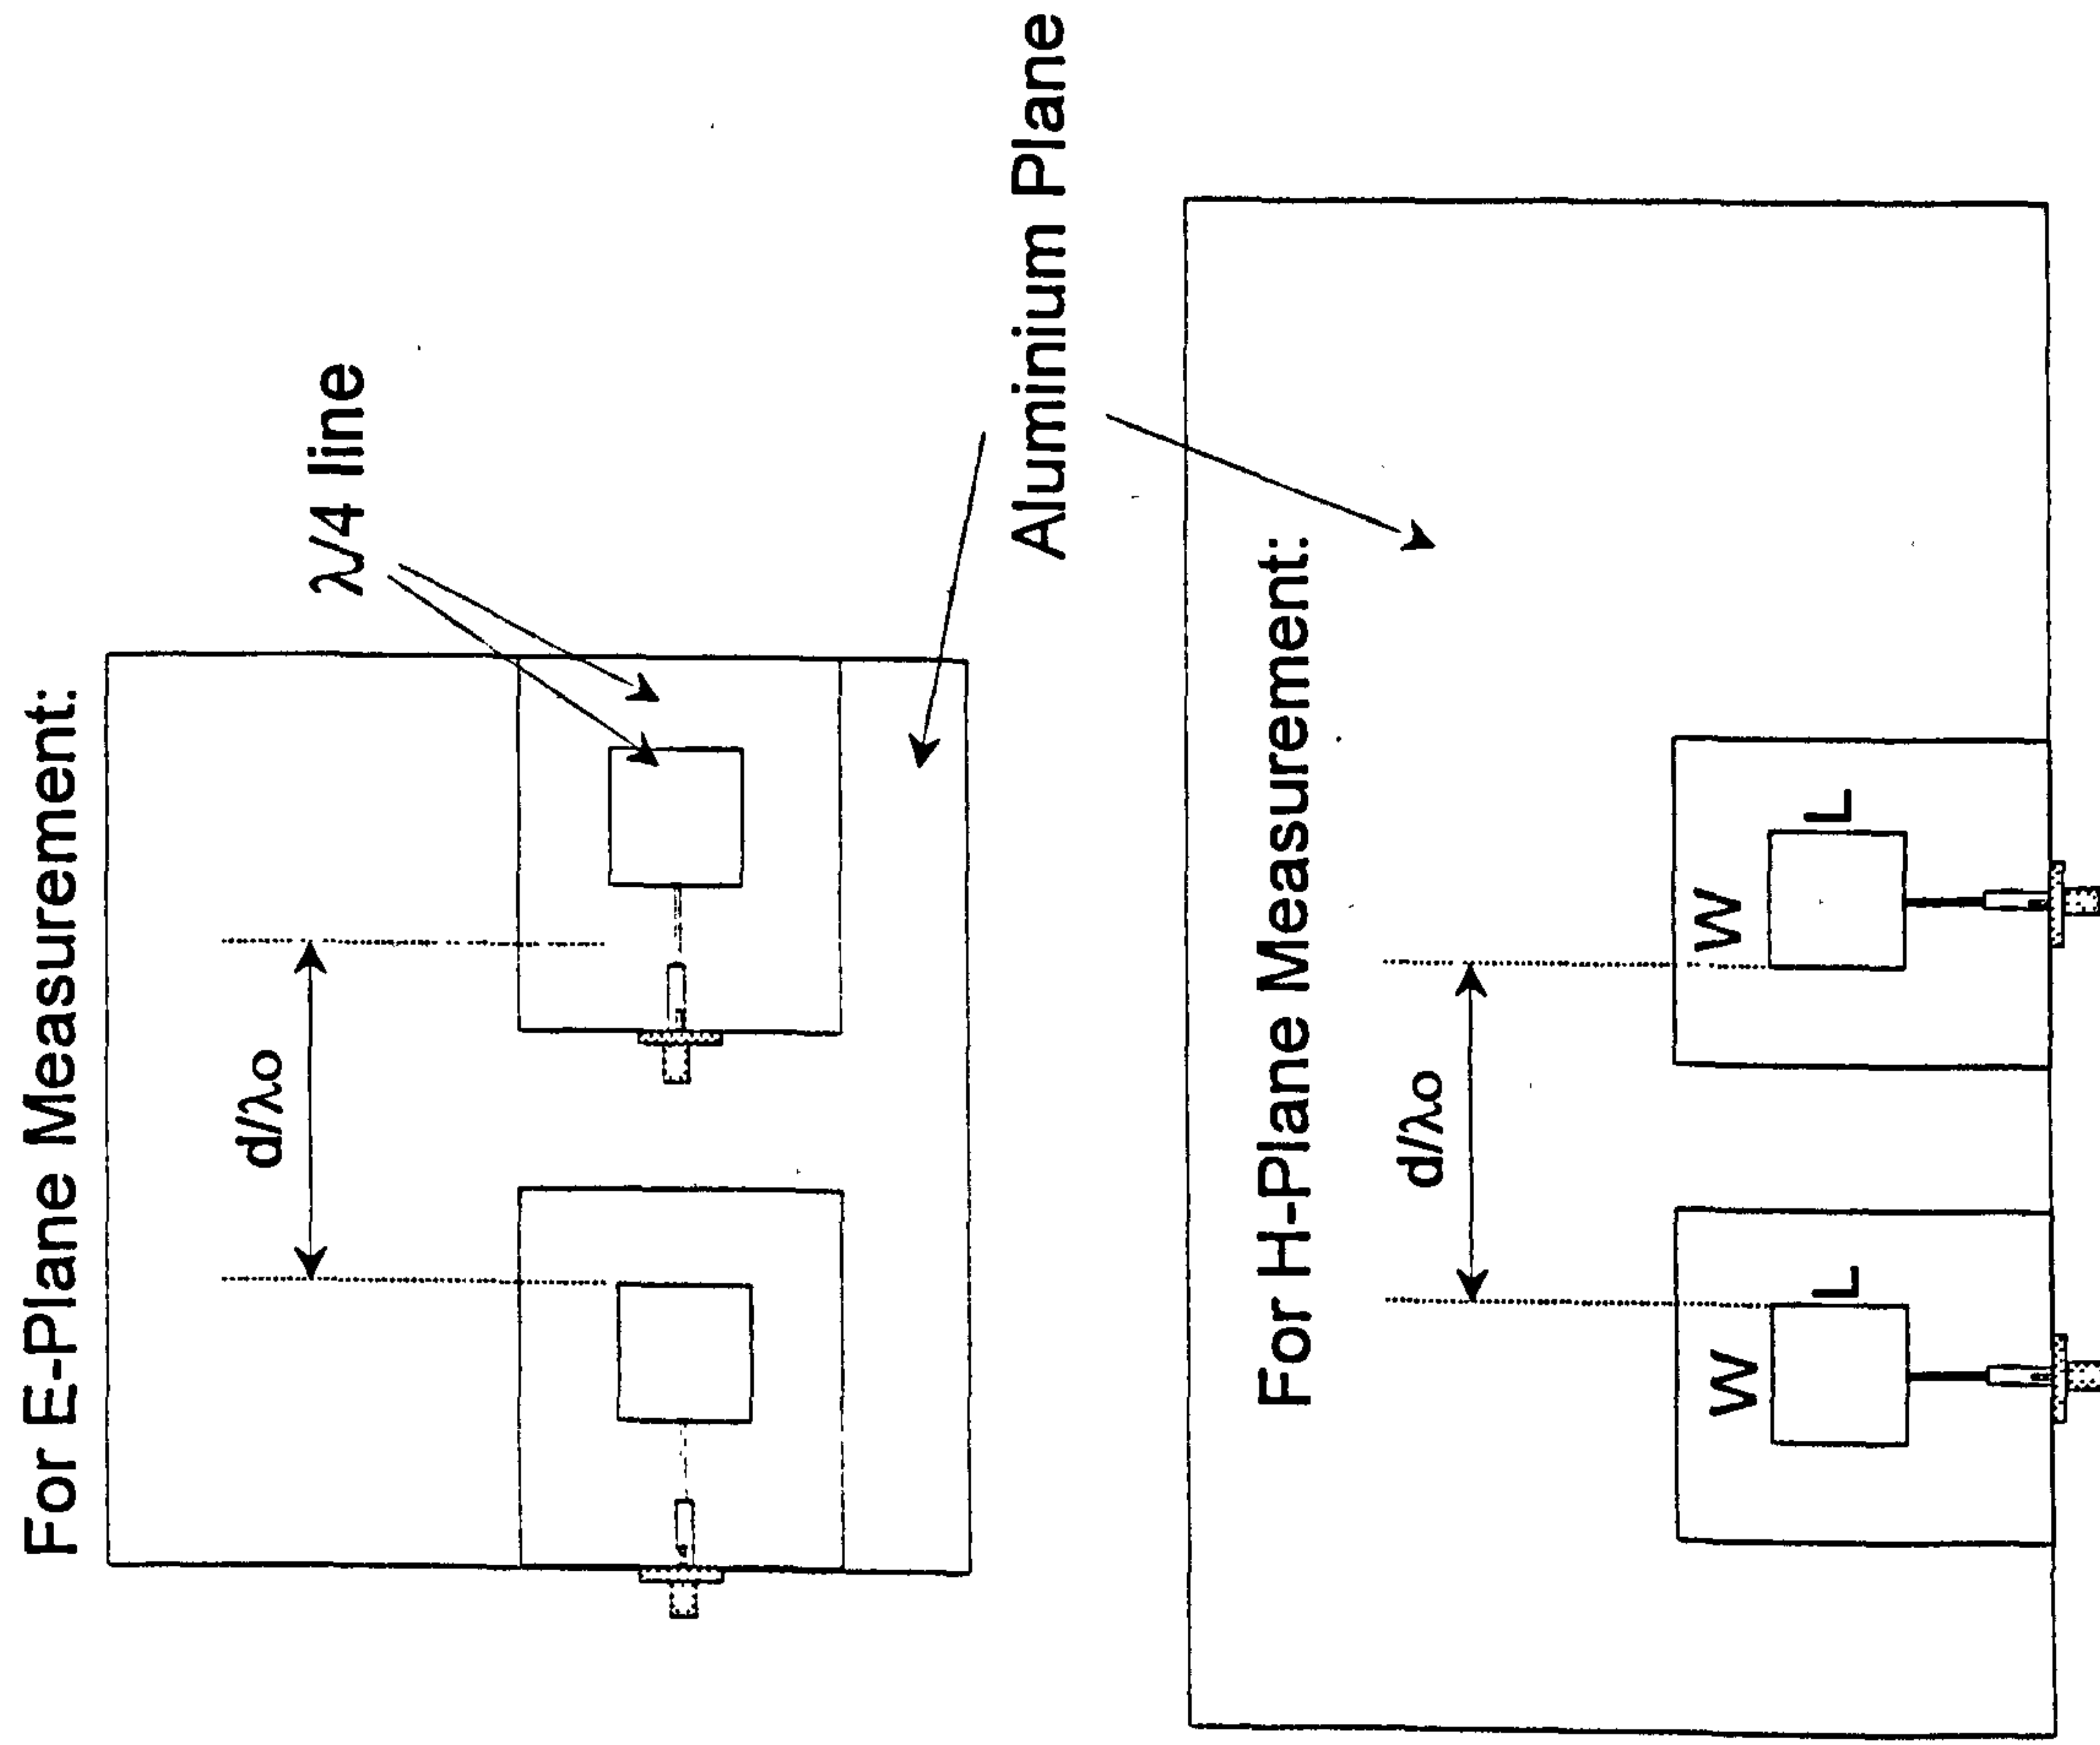 For E-Plane Measurement:
d/λo
λ/4 line
Aluminium Plane
For H-Plane Measurement:
d/λo
W
L
W
L